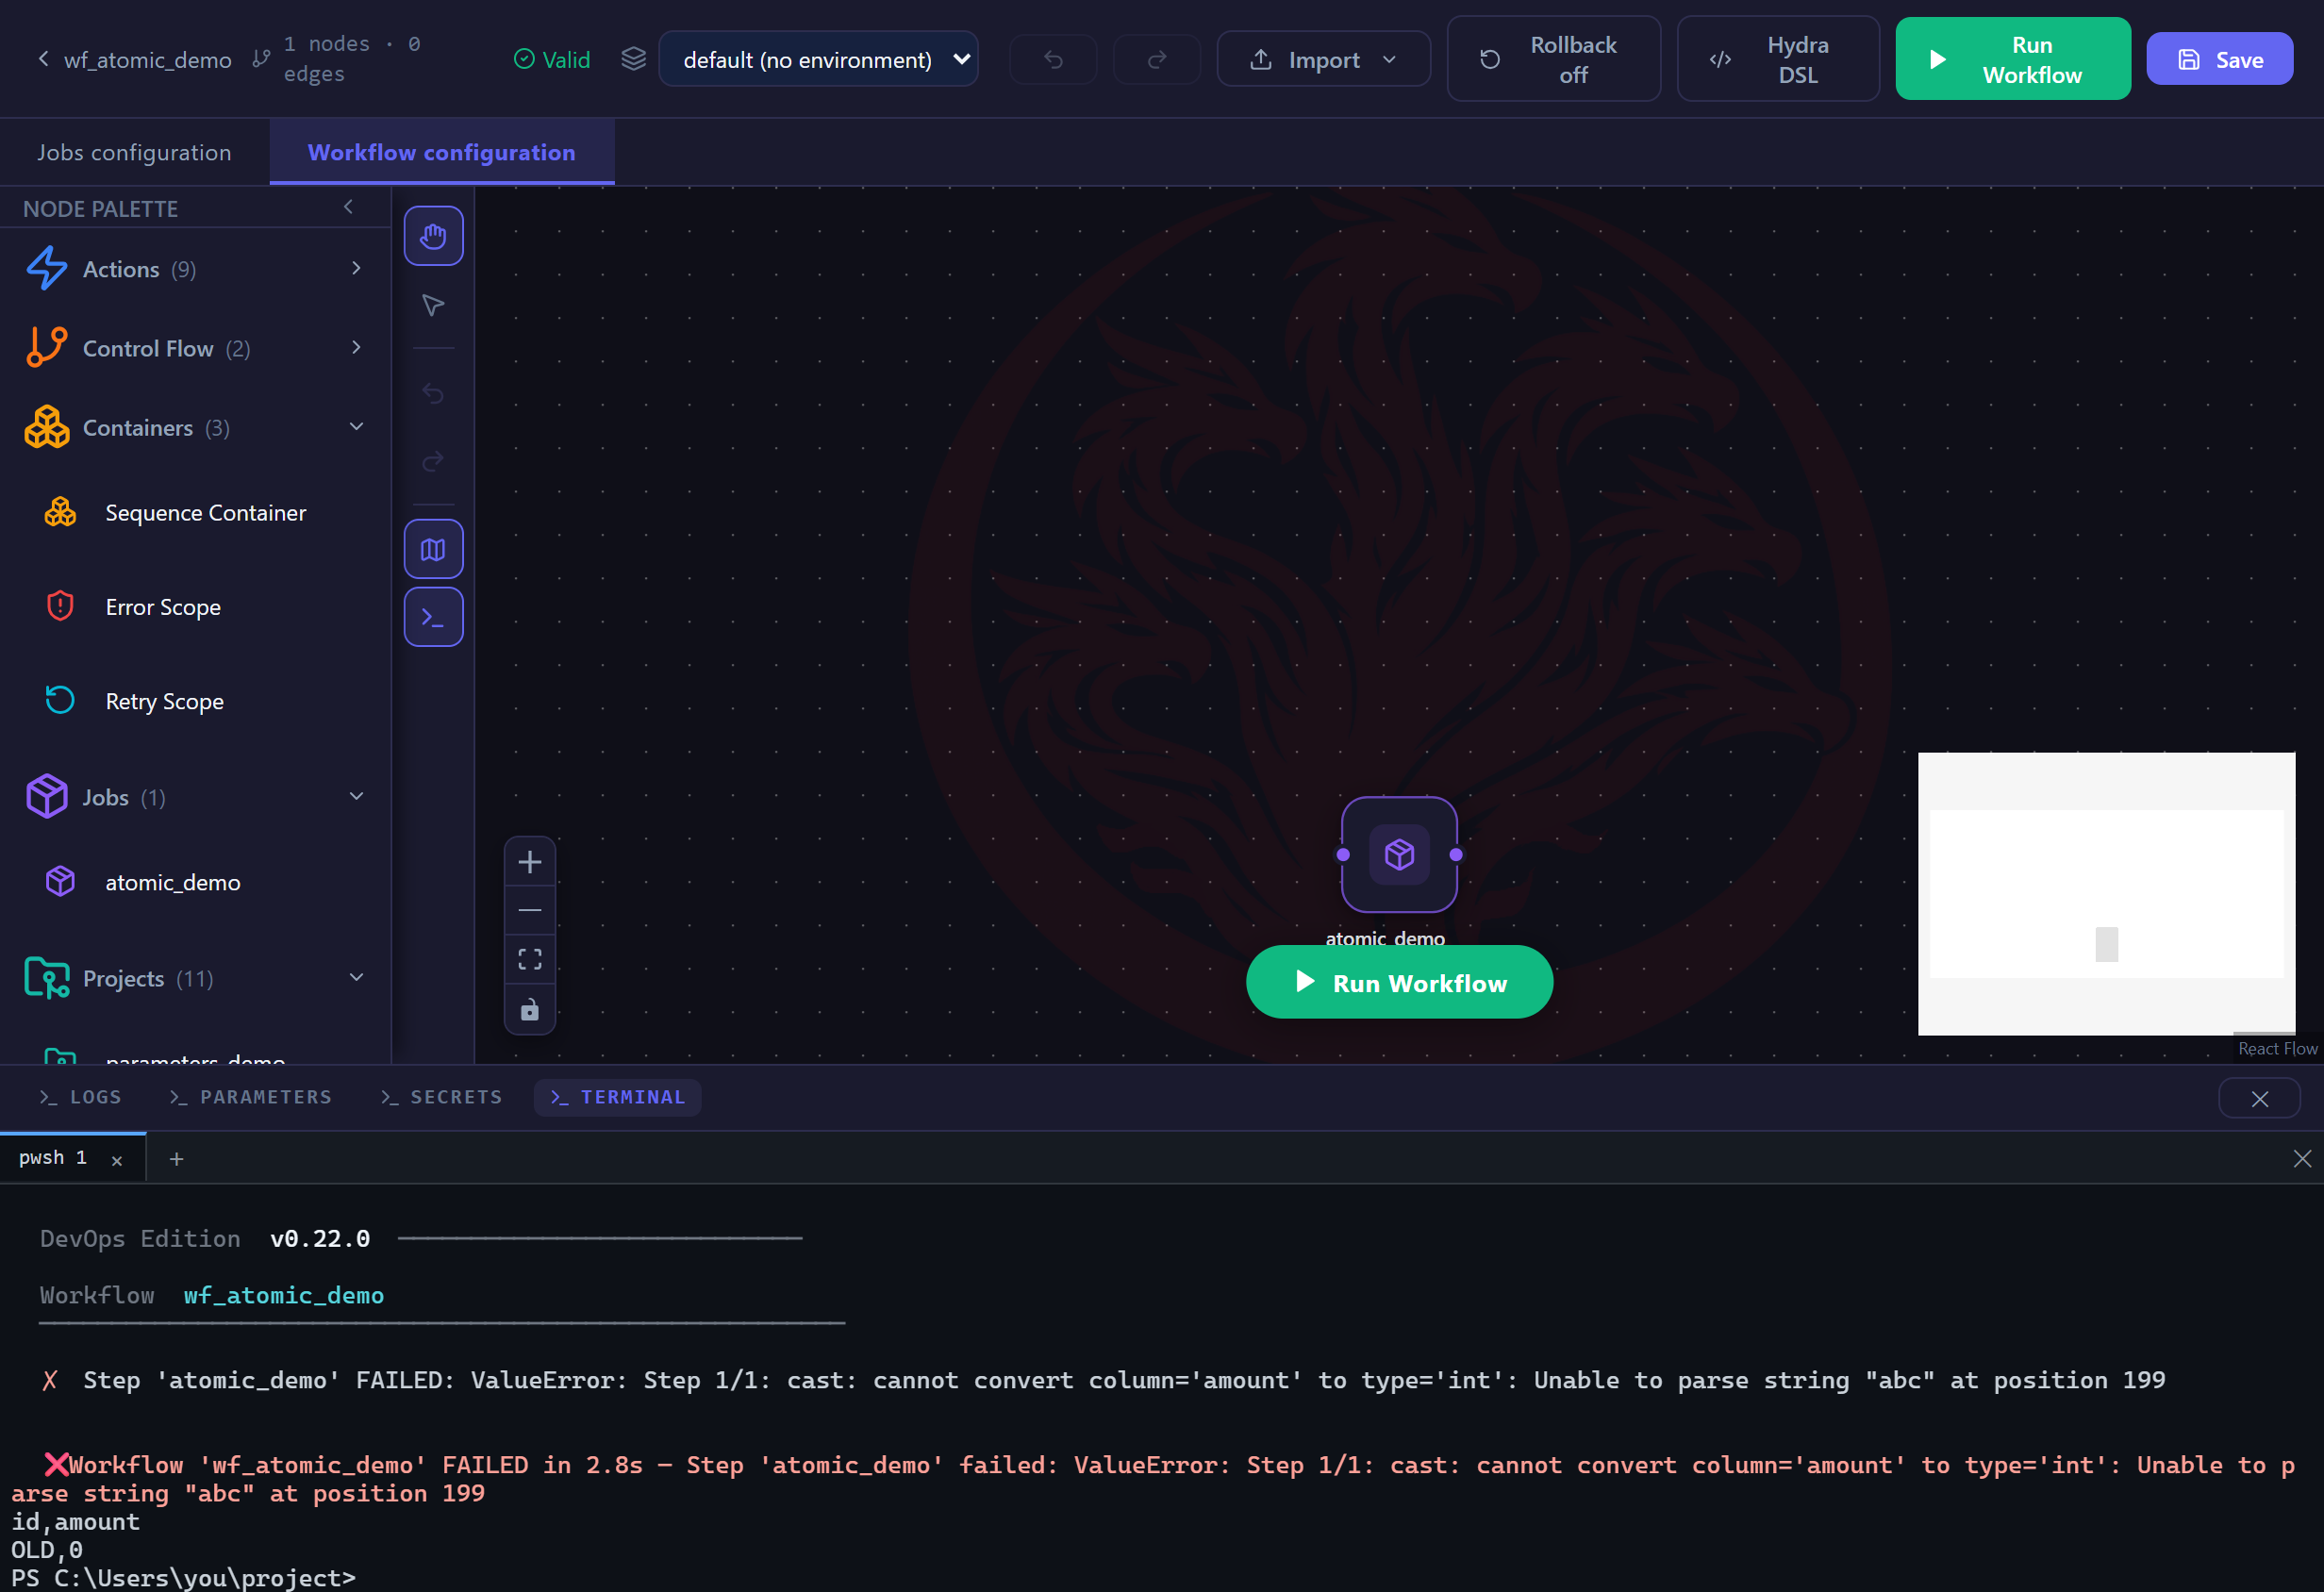 wf_atomic_demo
1 nodes · 0
edges
Valid
default (no environment)
Import
Rollback
off
Hydra
DSL
Run
Workflow
Save
Jobs configuration
Workflow configuration
NODE PALETTE
Actions (9)
Control Flow (2)
Containers (3)
Sequence Container
Error Scope
Retry Scope
Jobs (1)
atomic_demo
Projects (11)
parameters_demo
atomic_demo
Run Workflow
React Flow
LOGS
PARAMETERS
SECRETS
TERMINAL
pwsh 1
DevOps Edition v0.22.0
Workflow wf_atomic_demo
✗ Step 'atomic_demo' FAILED: ValueError: Step 1/1: cast: cannot convert column='amount' to type='int': Unable to parse string "abc" at position 199
❌Workflow 'wf_atomic_demo' FAILED in 2.8s — Step 'atomic_demo' failed: ValueError: Step 1/1: cast: cannot convert column='amount' to type='int': Unable to p
arse string "abc" at position 199
id,amount
OLD,0
PS C:\Users\you\project>